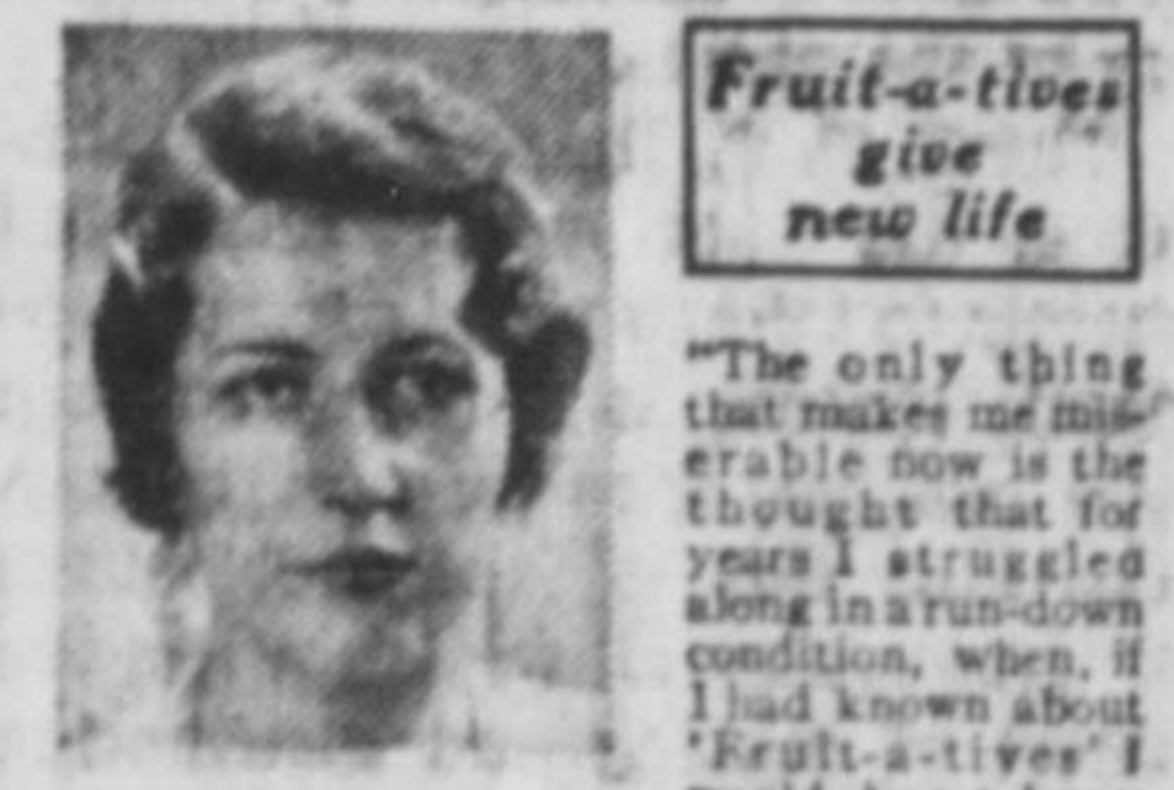 Fruit-a-tives
give
new life
"The only thing
that makes me mis-
erable now is the
thought that for
years I struggled
along in a run-down
condition, when, if
I had known about
'Fruit-a-tives' I